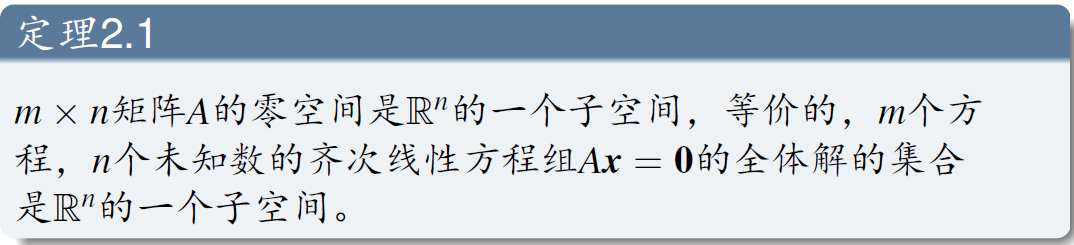 定理2.1
m × n矩阵A的零空间是ℝⁿ的一个子空间，等价的，m个方
程，n个未知数的齐次线性方程组Ax = 0的全体解的集合
是ℝⁿ的一个子空间。